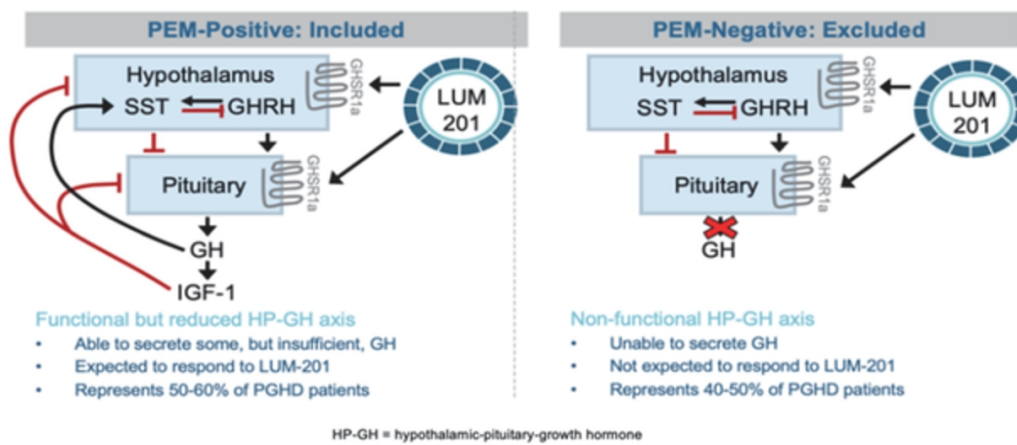 PEM-Positive: Included
Hypothalamus
SST
GHRH
GHSR1a
LUM
201
Pituitary
GHSR1a
GH
IGF-1
Functional but reduced HP-GH axis
• Able to secrete some, but insufficient, GH
• Expected to respond to LUM-201
• Represents 50-60% of PGHD patients
PEM-Negative: Excluded
Hypothalamus
SST
GHRH
GHSR1a
LUM
201
Pituitary
GHSR1a
GH
Non-functional HP-GH axis
• Unable to secrete GH
• Not expected to respond to LUM-201
• Represents 40-50% of PGHD patients
HP-GH = hypothalamic-pituitary-growth hormone